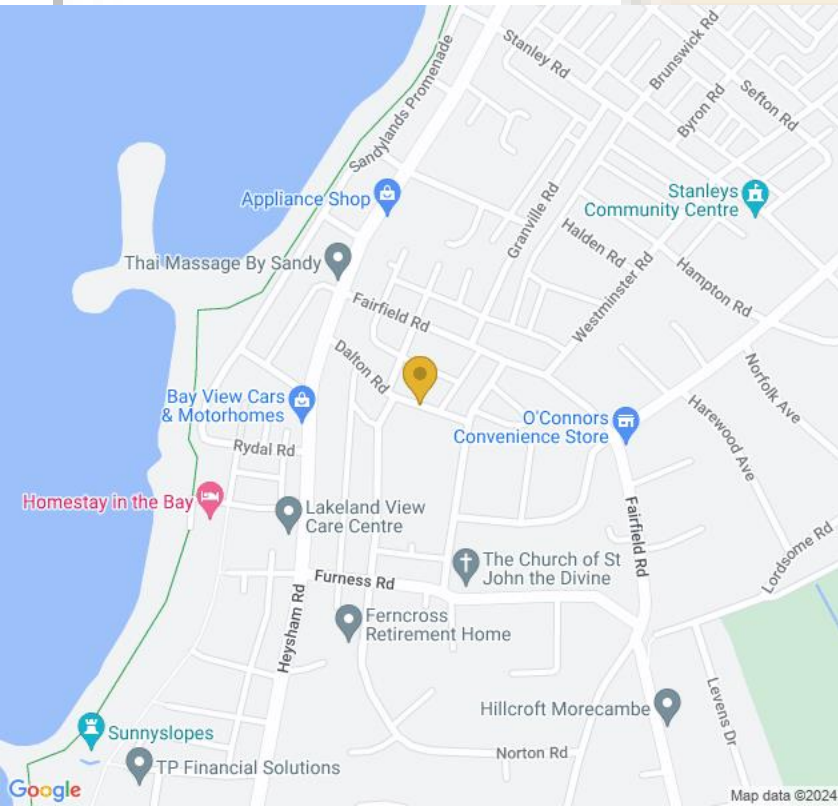 Stanley Rd
Brunswick Rd
Sefton Rd
Byron Rd
Sandylands Promenade
Appliance Shop
Stanleys
Community Centre
Granville Rd
Halden Rd
Thai Massage By Sandy
Westminster Rd
Hampton Rd
Fairfield Rd
Dalton Rd
Norfolk Ave
Bay View Cars
& Motorhomes
O'Connors
Convenience Store
Harewood Ave
Rydal Rd
Homestay in the Bay
Lakeland View
Care Centre
Fairfield Rd
Lordsome Rd
The Church of St
John the Divine
Furness Rd
Heysham Rd
Ferncross
Retirement Home
Hillcroft Morecambe
Levens Dr
Sunnyslopes
Norton Rd
TP Financial Solutions
Google
Map data ©2024